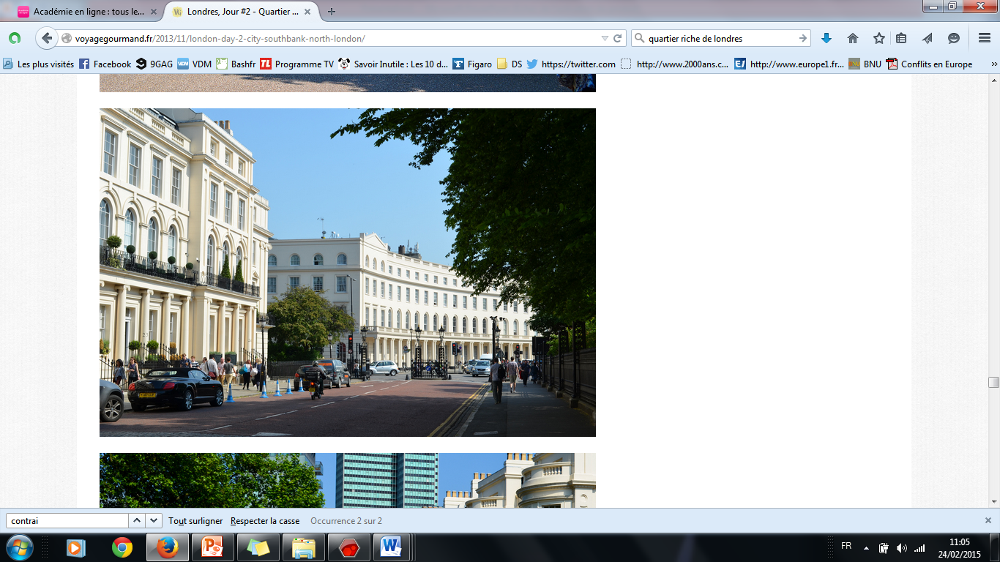 Académie en ligne : tous le...
Londres, Jour #2 - Quartier ...
voyagegourmand.fr/2013/11/london-day-2-city-southbank-north-london/
quartier riche de londres
Les plus visités Facebook 9GAG VDM Bashfr Programme TV Savoir Inutile : Les 10 d... Figaro DS https://twitter.com http://www.2000ans.c... http://www.europe1.fr... BNU Conflits en Europe
contrai Tout surligner Respecter la casse Occurrence 2 sur 2
FR
11:05
24/02/2015